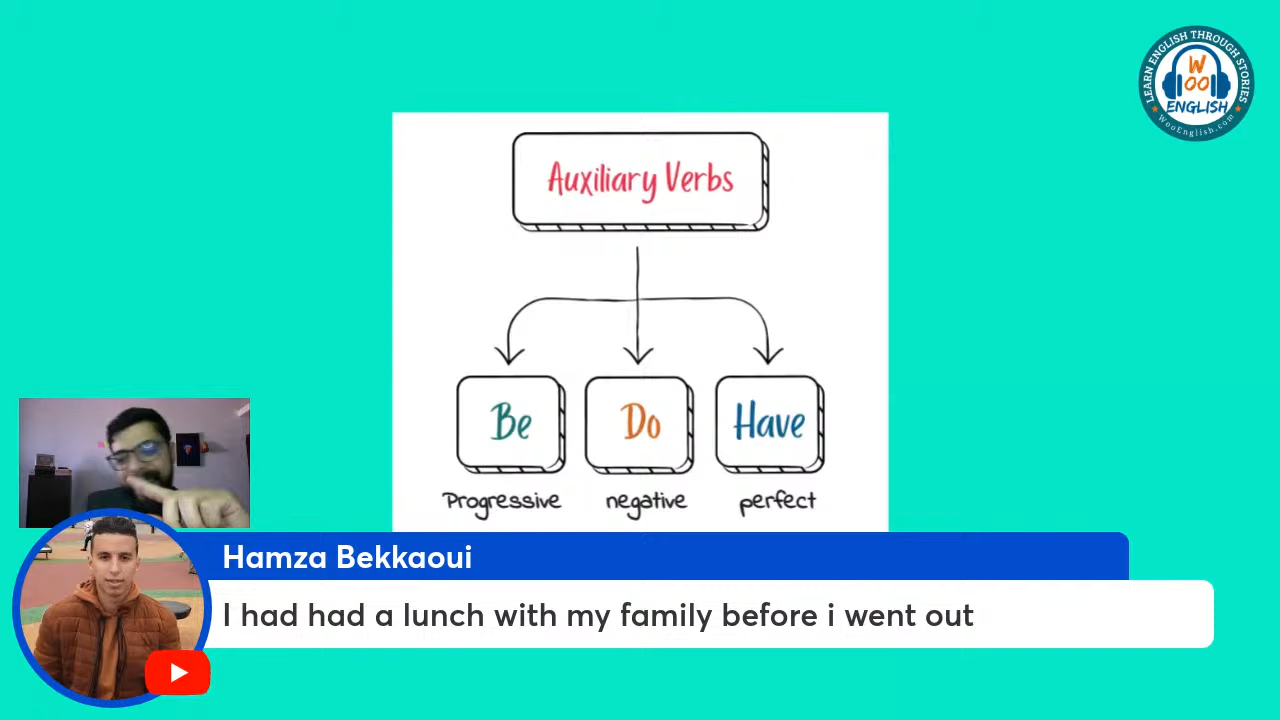 LEARN ENGLISH THROUGH STORIES
W
OO
ENGLISH
WooEnglish.com
Auxiliary Verbs
Be
Do
Have
Progressive
negative
perfect
Hamza Bekkaoui
I had had a lunch with my family before i went out